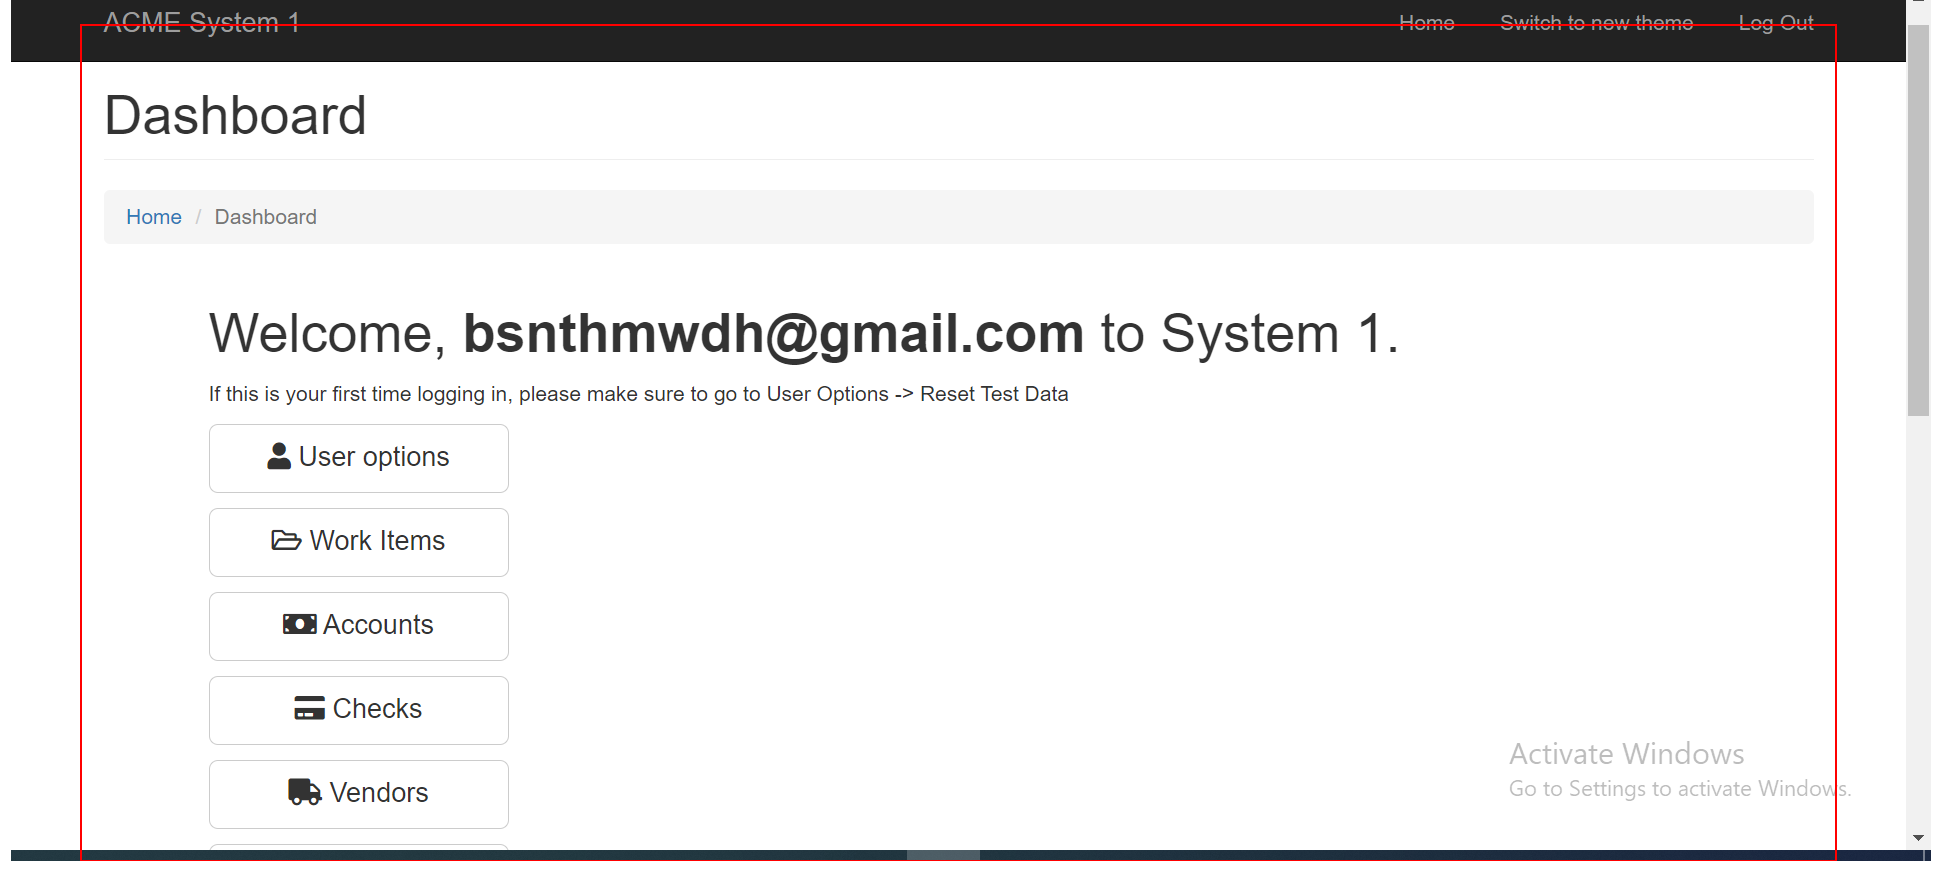 ACME System 1 Home Switch to new theme Log Out
Dashboard
Home / Dashboard
Welcome, bsnthmwdh@gmail.com to System 1.
If this is your first time logging in, please make sure to go to User Options -> Reset Test Data
User options
Work Items
Accounts
Checks
Vendors
Activate Windows
Go to Settings to activate Windows.